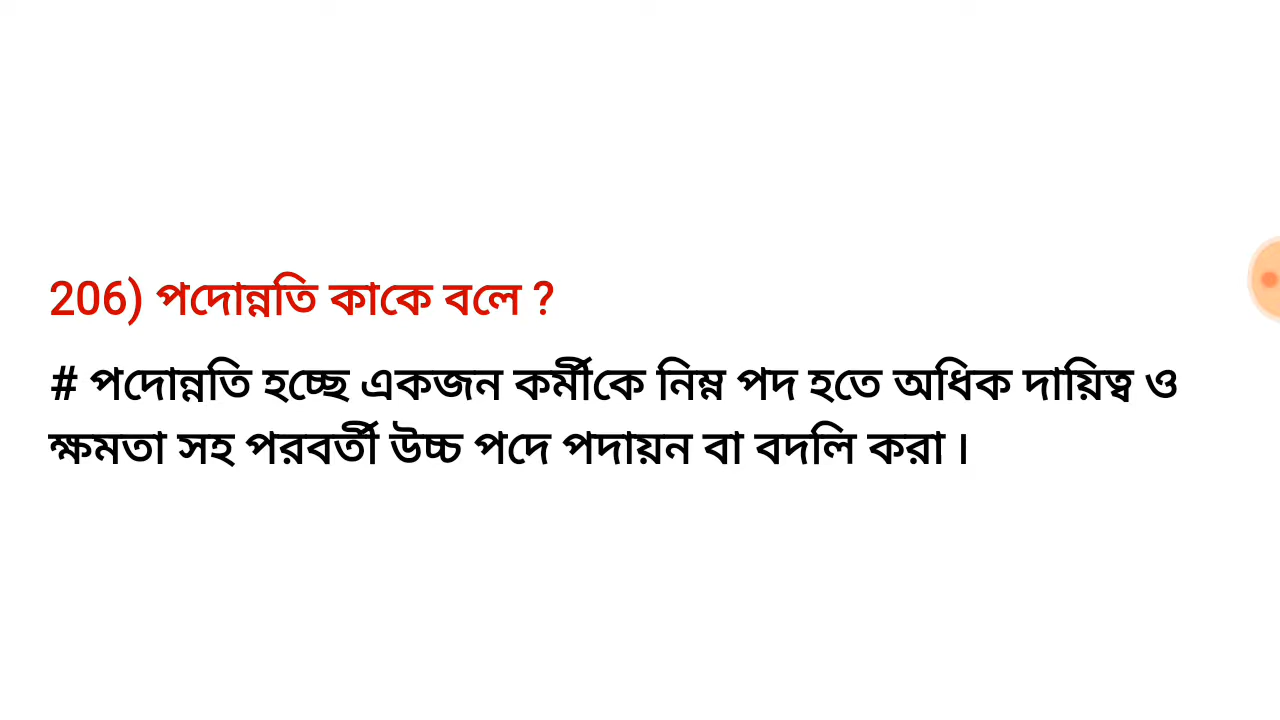 206) পদোন্নতি কাকে বলে ?
# পদোন্নতি হচ্ছে একজন কর্মীকে নিম্ন পদ হতে অধিক দায়িত্ব ও
ক্ষমতা সহ পরবর্তী উচ্চ পদে পদায়ন বা বদলি করা ।